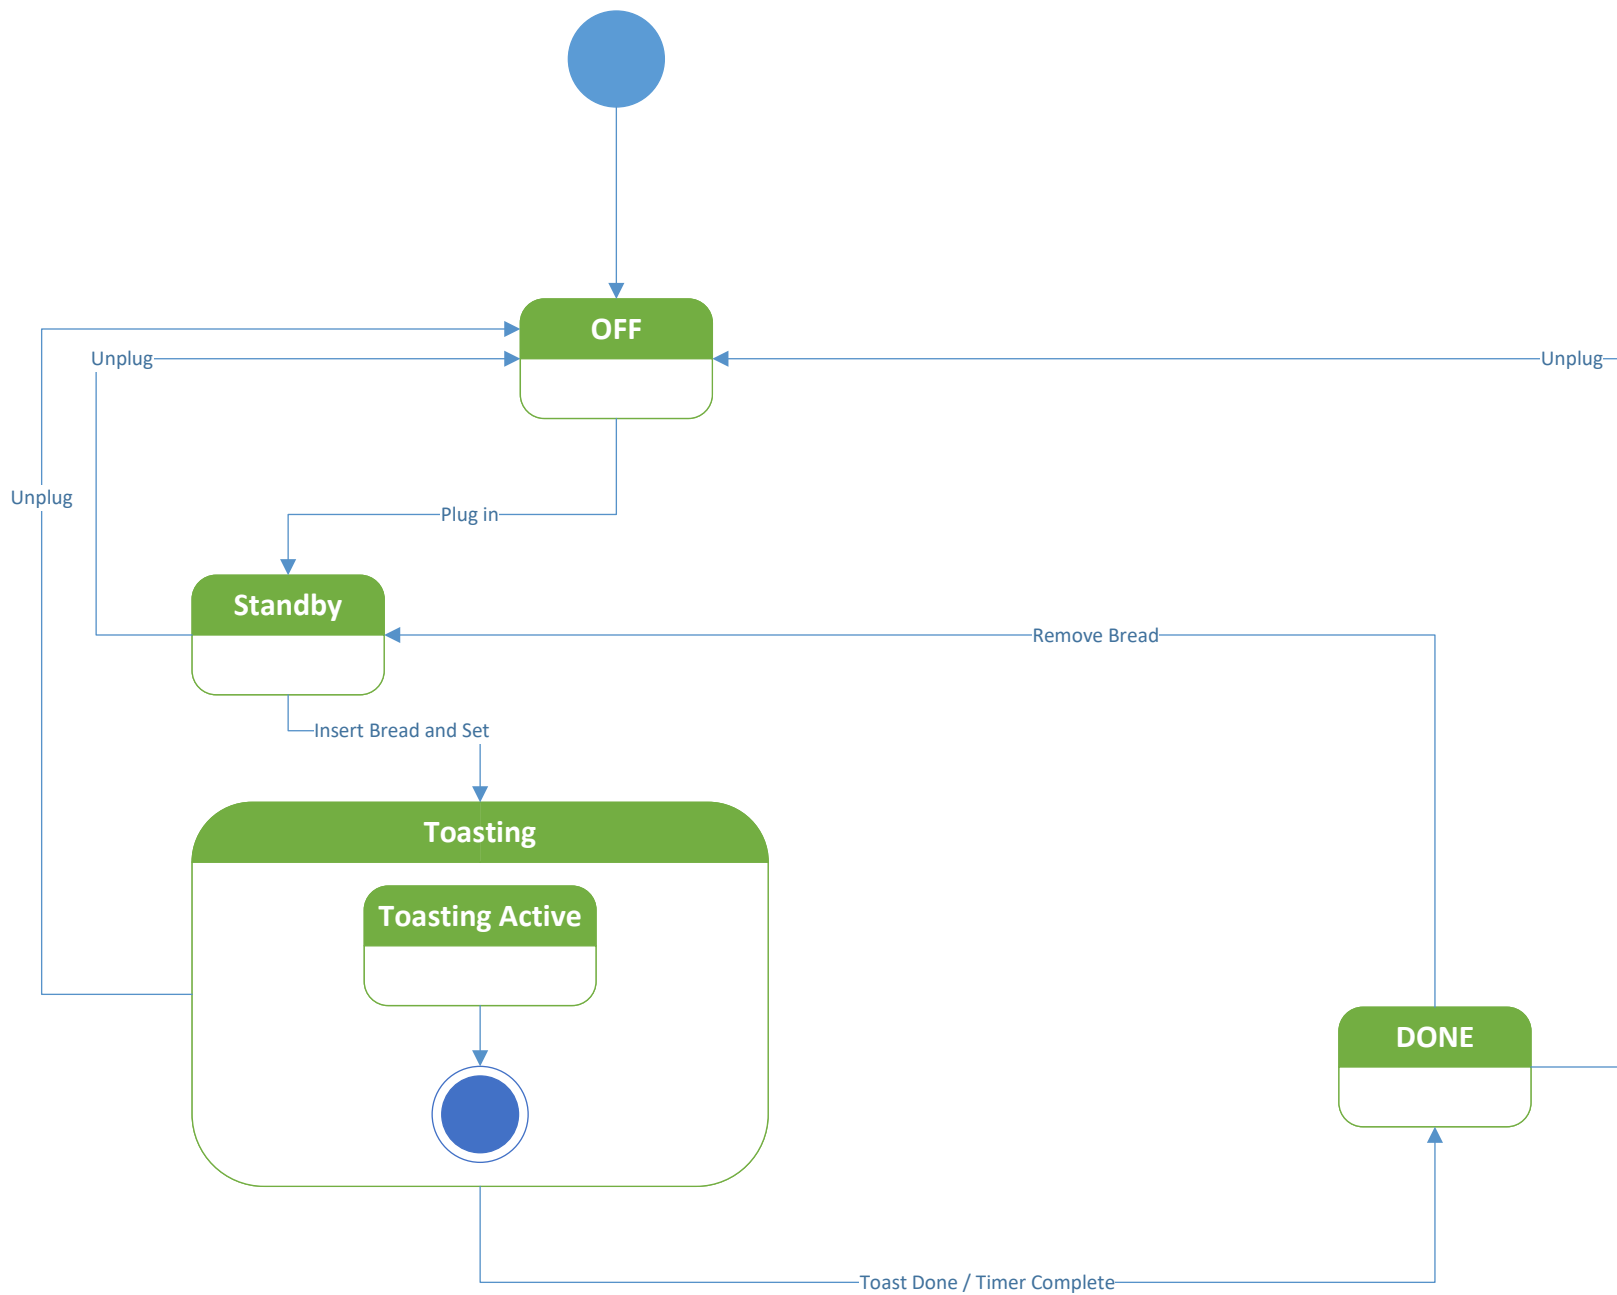 OFF
Unplug
Unplug
Unplug
Plug in
Standby
Remove Bread
Insert Bread and Set
Toasting
Toasting Active
DONE
Toast Done / Timer Complete